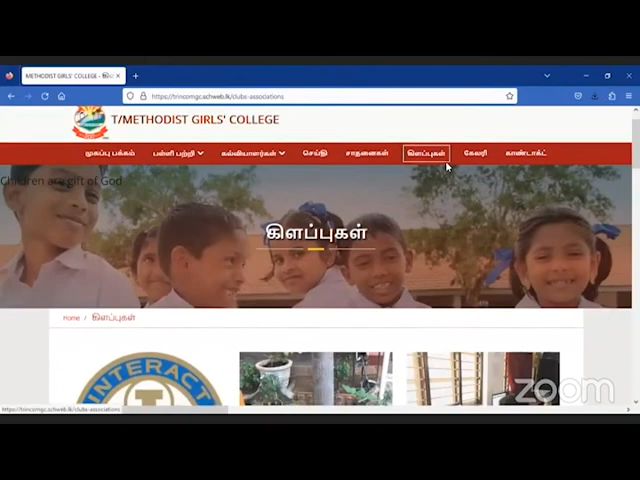 METHODIST GIRLS' COLLEGE - கிள
https://trincomgc.schweb.lk/clubs-associations
T/METHODIST GIRLS' COLLEGE
முகப்பு பக்கம் பள்ளி பற்றி கல்வியாளர்கள் செய்தி சாதனைகள் கிளப்புகள் கேலரி காண்டாக்ட்
Children are gift of God
கிளப்புகள்
Home / கிளப்புகள்
INTERACT
zoom
https://trincomgc.schweb.lk/clubs-associations